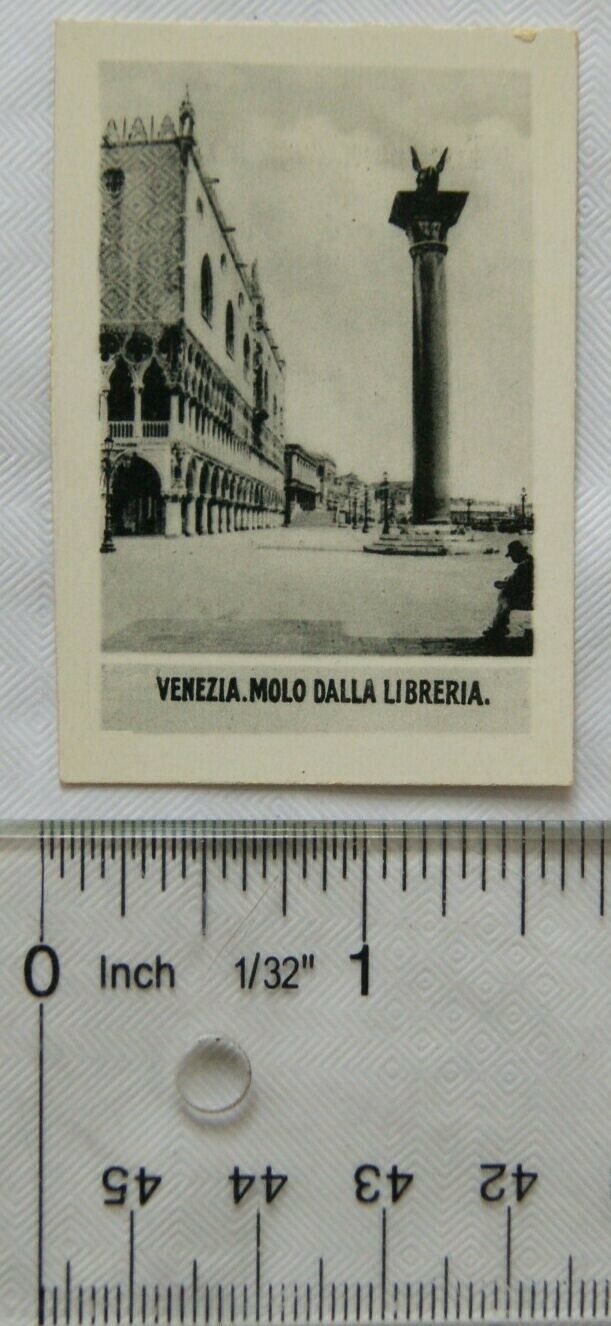 VENEZIA.MOLO DALLA LIBRERIA.
0 Inch 1/32" 1
45 44 43 42